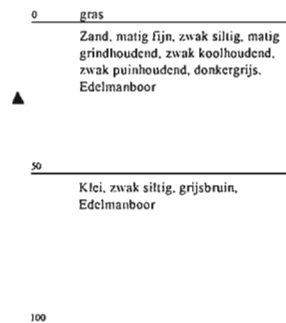 0 gras
Zand, matig fijn, zwak siltig, matig
grindhoudend, zwak koolhoudend,
zwak puinhoudend, donkergrijs.
Edelmanboor
50
Klei, zwak siltig, grijsbruin,
Edelmanboor
100